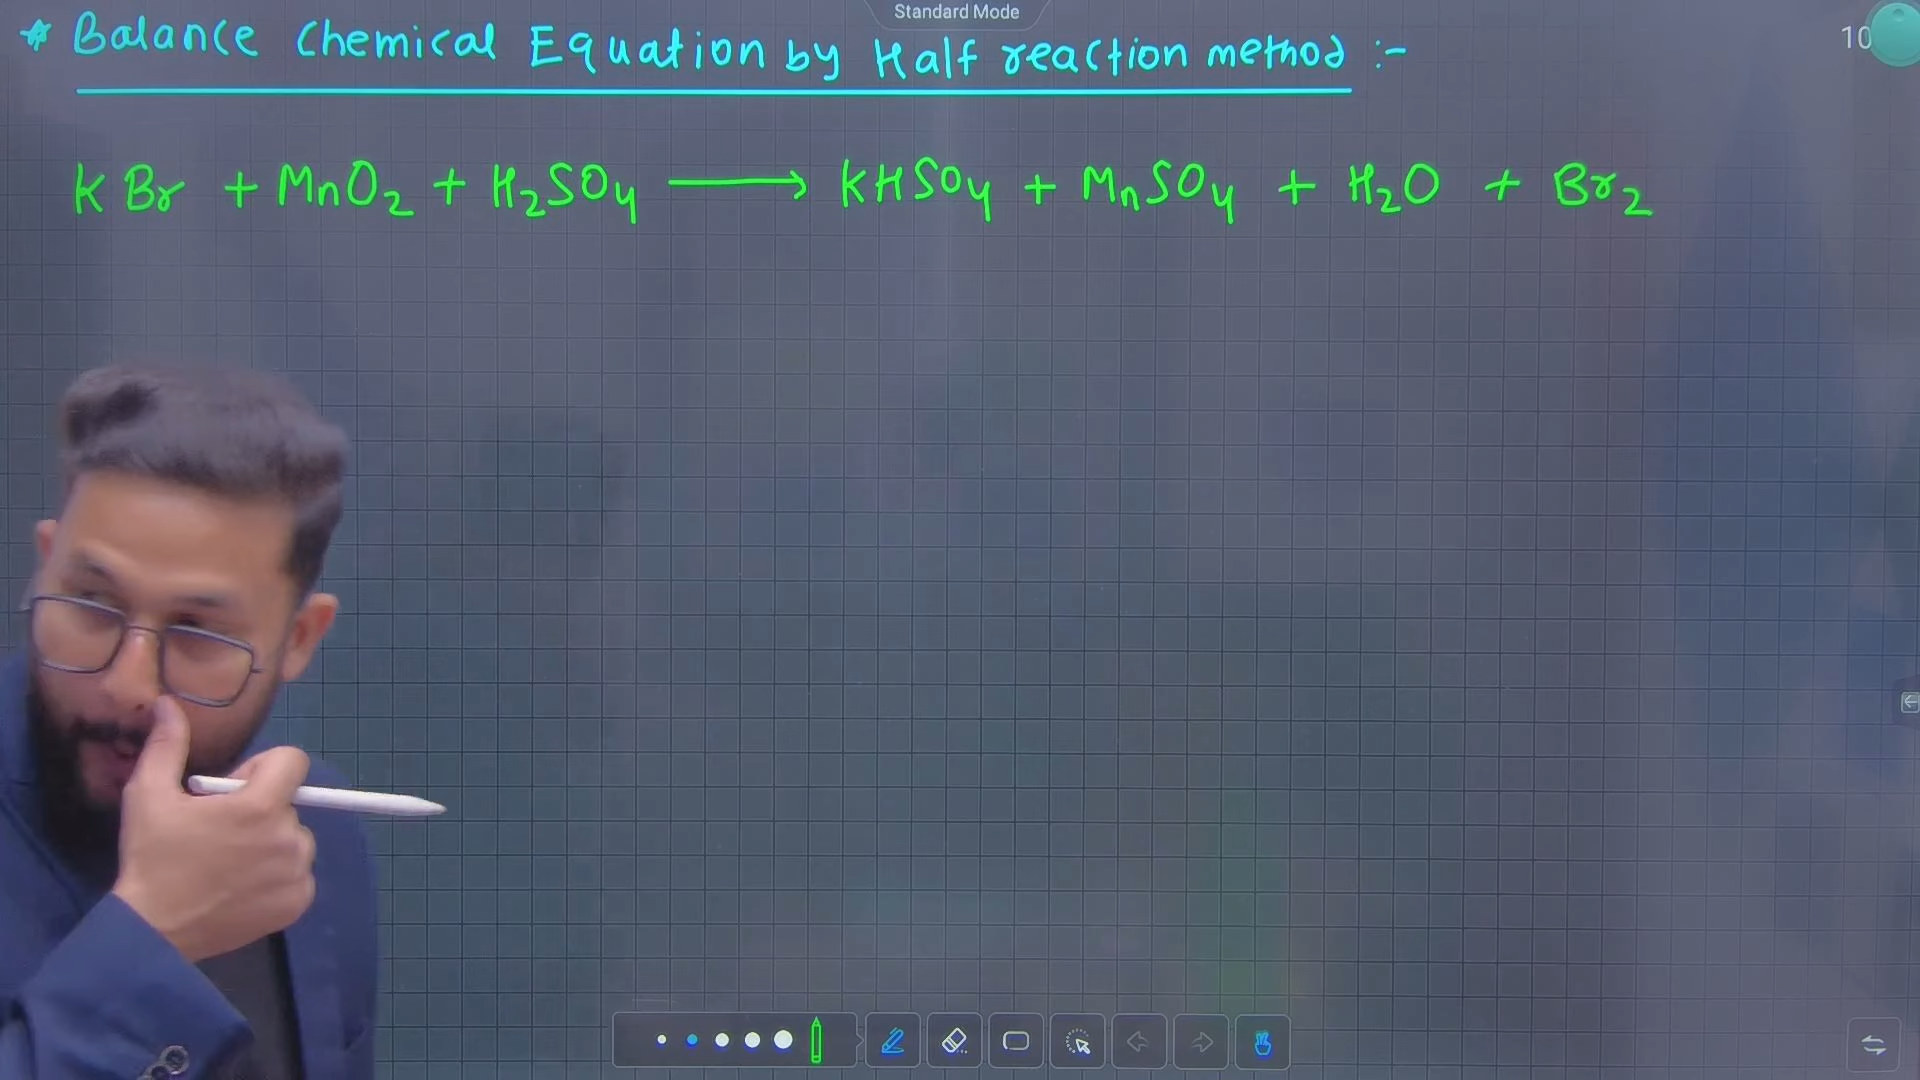 Standard Mode
* Balance Chemical Equation by Half reaction method :-
10
KBr + MnO₂ + H₂SO₄ ⟶ KHSO₄ + MnSO₄ + H₂O + Br₂